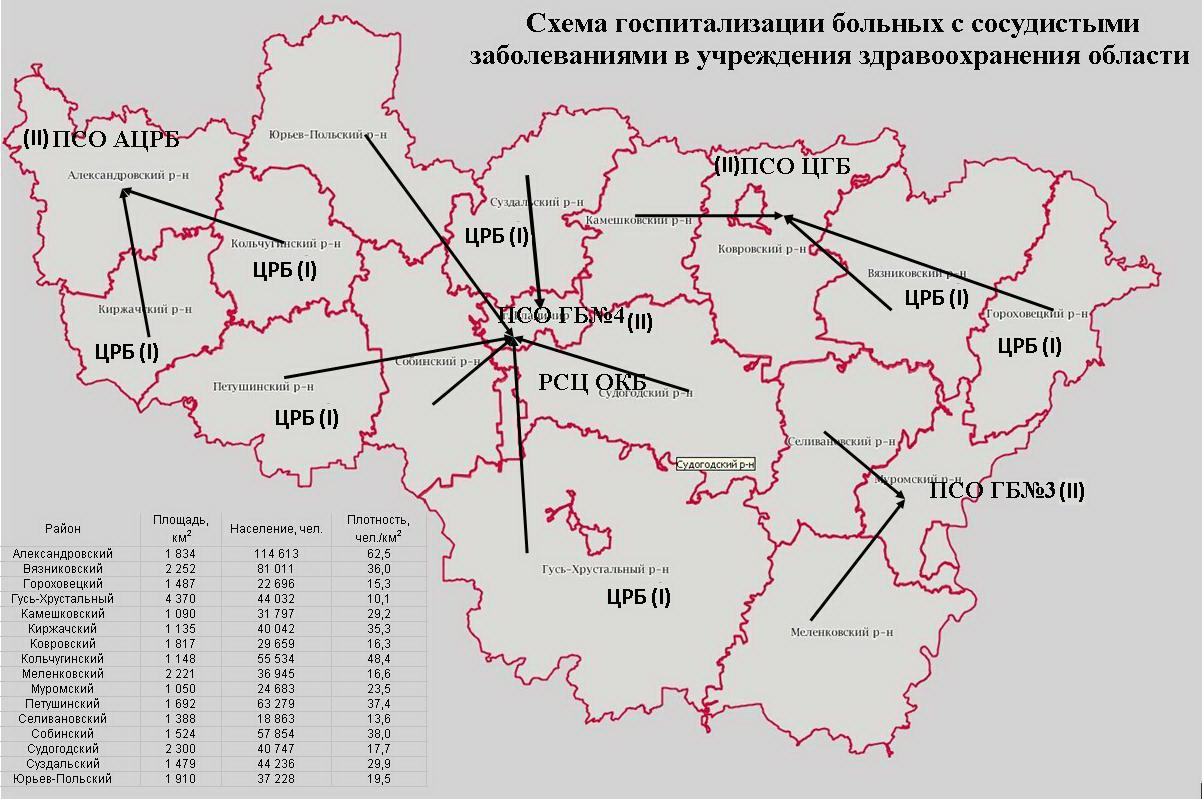 Схема госпитализации больных с сосудистыми
заболеваниями в учреждения здравоохранения области
Юрьев-Польский р-н
(II) ПСО АЦРБ
(II) ПСО ЦГБ
Александровский р-н
Суздальский р-н
Камешковский р-н
ЦРБ (I)
Кольчугинский р-н
Ковровский р-н
ЦРБ (I)
Вязниковский р-н
ЦРБ (I)
Киржачский р-н
ПСО ГБ№4 (II)
Гороховецкий р-н
ЦРБ (I)
ЦРБ (I)
Собинский р-н
Петушинский р-н
РСЦ ОКБ
Судогодский р-н
ЦРБ (I)
Селивановский р-н
Судогодский р-н
Муромский р-н
ПСО ГБ№3 (II)
Гусь-Хрустальный р-н
ЦРБ (I)
Меленковский р-н
Район Площадь, км² Население, чел. Плотность, чел./км²
Александровский 1 834 114 613 62,5
Вязниковский 2 252 81 011 36,0
Гороховецкий 1 487 22 696 15,3
Гусь-Хрустальный 4 370 44 032 10,1
Камешковский 1 090 31 797 29,2
Киржачский 1 135 40 042 35,3
Ковровский 1 817 29 659 16,3
Кольчугинский 1 148 55 534 48,4
Меленковский 2 221 36 945 16,6
Муромский 1 050 24 683 23,5
Петушинский 1 692 63 279 37,4
Селивановский 1 388 18 863 13,6
Собинский 1 524 57 854 38,0
Судогодский 2 300 40 747 17,7
Суздальский 1 479 44 236 29,9
Юрьев-Польский 1 910 37 228 19,5